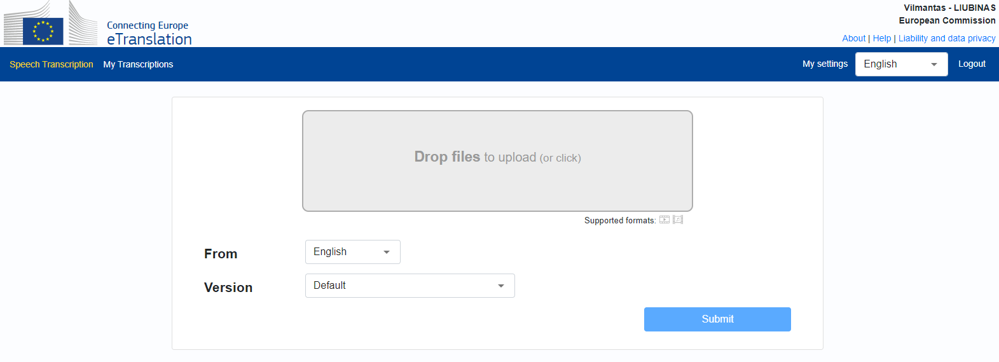 Connecting Europe
eTranslation
Vilmantas - LIUBINAS
European Commission
About | Help | Liability and data privacy
Speech Transcription My Transcriptions My settings English Logout
Drop files to upload (or click)
Supported formats:
From English
Version Default
Submit